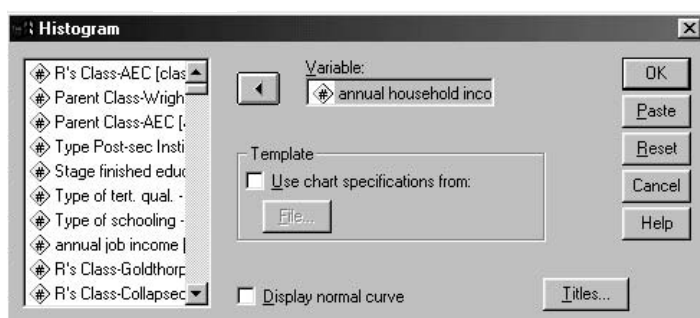 Histogram
R's Class-AEC [clas
Parent Class-Wrigh
Parent Class-AEC [.
Type Post-sec Insti
Stage finished educ
Type of tert. qual. -
Type of schooling -
annual job income [
R's Class-Goldthorp
R's Class-Collapsec
Variable:
annual household inco
Template
Use chart specifications from:
File...
Display normal curve
Titles...
OK
Paste
Reset
Cancel
Help